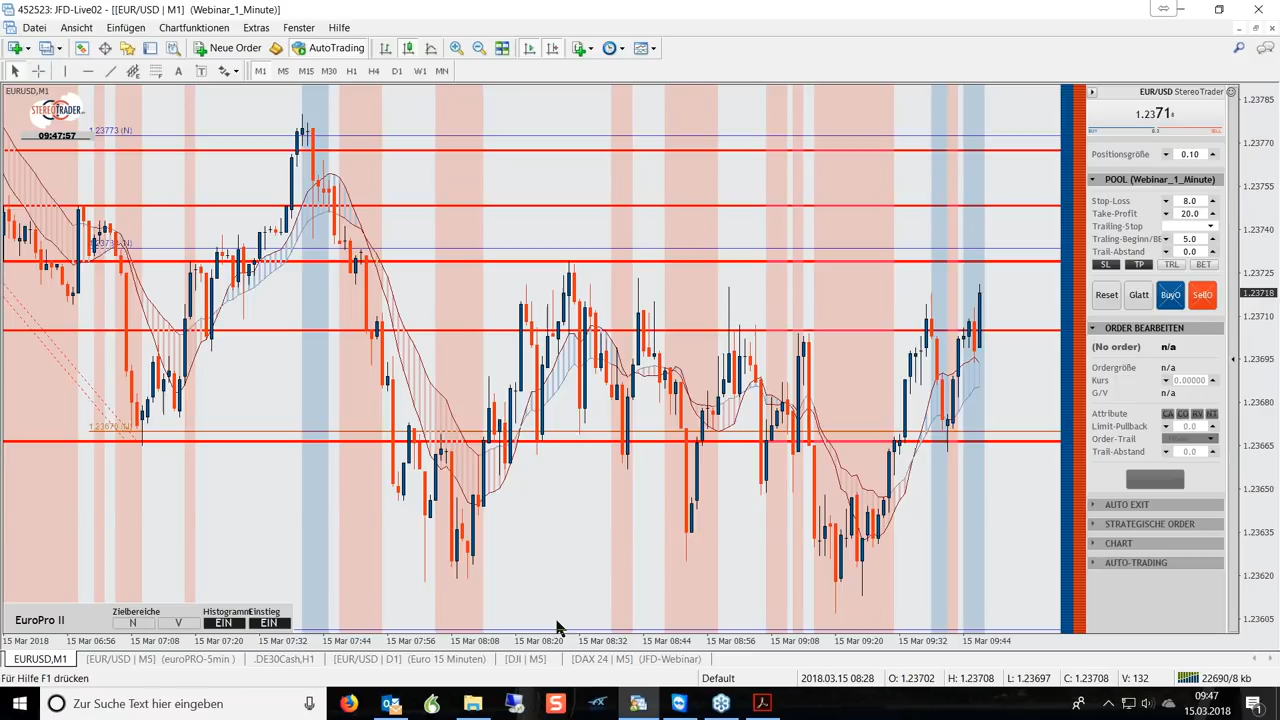 452523: JFD-Live02 - [[EUR/USD | M1] (Webinar_1_Minute)]
Datei Ansicht Einfügen Chartfunktionen Extras Fenster Hilfe
Neue Order AutoTrading
A T M1 M5 M15 M30 H1 H4 D1 W1 MN
EURUSD,M1
STEREOTRADER
09:47:57
1.23773 (N)
EUR/USD StereoTrader
1.23718
BUY 0.3 SELL
Positionsgröße 0.10
POOL (Webinar_1_Minute)
Stop-Loss 8.0
Take-Profit 20.0
Trailing-Stop
Traling-Beginn/BE 5.0
Trail-Abstand 0.0
SL TP TRL BET
Reset Glatt BuyO SellO
ORDER BEARBEITEN
(No order) n/a
Ordergröße n/a
Kurs 0.00000
G/V n/a
Attribute CA CO RV NI
Limit-Pullback 0.0
Order-Trail
Trail-Abstand 0.0
AUTO EXIT
STRATEGISCHE ORDER
CHART
AUTO-TRADING
1.23785
1.23770
1.23755
1.23740
1.23725
1.23718
1.23710
1.23695
1.23680
1.23665
1.23650
1.23635
1.23620
1.23605
1.23670 (N)
EuroPro II
Zielbereiche Histogramm Einstieg
N V EIN EIN
15 Mar 2018 15 Mar 06:56 15 Mar 07:08 15 Mar 07:20 15 Mar 07:32 15 Mar 07:44 15 Mar 07:56 15 Mar 08:08 15 Mar 08:20 15 Mar 08:32 15 Mar 08:44 15 Mar 08:56 15 Mar 09:08 15 Mar 09:20 15 Mar 09:32 15 Mar 09:44
EURUSD,M1 [EUR/USD | M5] (euroPRO-5min ) .DE30Cash,H1 [EUR/USD | D1] (Euro 15 Minuten) [DJI | M5] [DAX 24 | M5] (JFD-Webinar)
Für Hilfe F1 drücken Default 2018.03.15 08:28 O: 1.23702 H: 1.23708 L: 1.23697 C: 1.23708 V: 132 22690/8 kb
Zur Suche Text hier eingeben
09:47
15.03.2018